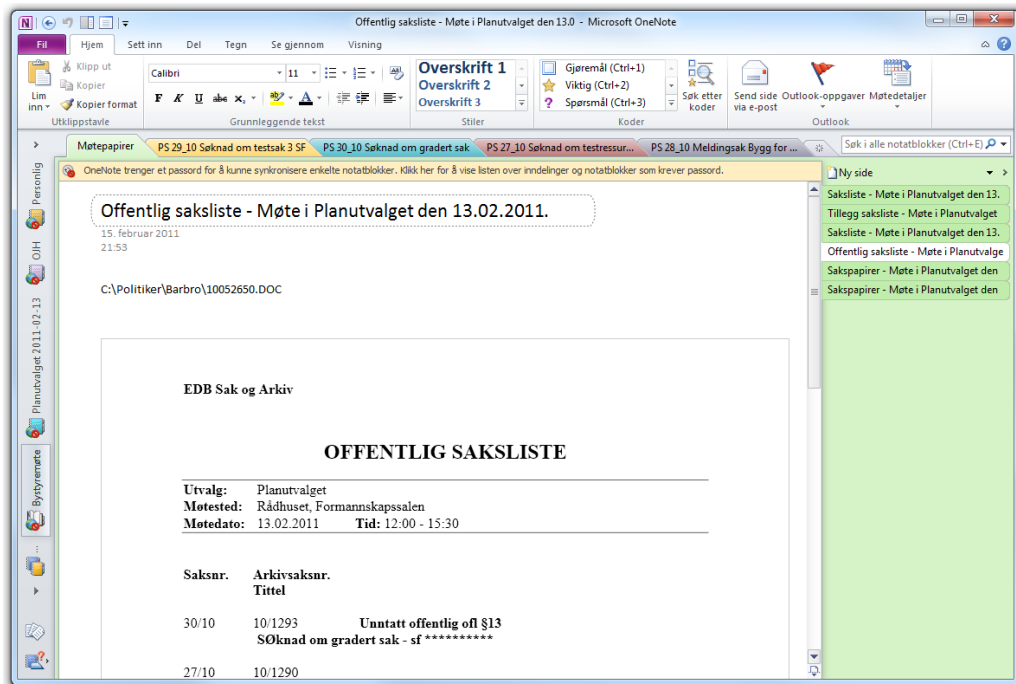 Offentlig saksliste - Møte i Planutvalget den 13.0 - Microsoft OneNote
Fil Hjem Sett inn Del Tegn Se gjennom Visning
Lim inn
Klipp ut
Kopier
Kopier format
Utklippstavle
Calibri 11
F K U abc x₂ A
Grunnleggende tekst
Overskrift 1
Overskrift 2
Overskrift 3
Stiler
Gjøremål (Ctrl+1)
Viktig (Ctrl+2)
Spørsmål (Ctrl+3)
Søk etter koder
Koder
Send side via e-post
Outlook-oppgaver
Møtedetaljer
Outlook
Møtepapirer
PS 29_10 Søknad om testsak 3 SF
PS 30_10 Søknad om gradert sak
PS 27_10 Søknad om testressur...
PS 28_10 Meldingsak Bygg for ...
Søk i alle notatblokker (Ctrl+E)
Personlig
OJH
Planutvalget 2011-02-13
Bystyremøte
OneNote trenger et passord for å kunne synkronisere enkelte notatblokker. Klikk her for å vise listen over inndelinger og notatblokker som krever passord.
Offentlig saksliste - Møte i Planutvalget den 13.02.2011.
15. februar 2011
21:53
C:\Politiker\Barbro\10052650.DOC
EDB Sak og Arkiv
OFFENTLIG SAKSLISTE
Utvalg: Planutvalget
Møtested: Rådhuset, Formannskapssalen
Møtedato: 13.02.2011 Tid: 12:00 - 15:30
Saksnr. Arkivsaksnr.
Tittel
30/10 10/1293 Unntatt offentlig ofl §13
SØknad om gradert sak - sf **********
27/10 10/1290
Ny side
Saksliste - Møte i Planutvalget den 13.
Tillegg saksliste - Møte i Planutvalget
Saksliste - Møte i Planutvalget den 13.
Offentlig saksliste - Møte i Planutvalge
Sakspapirer - Møte i Planutvalget den
Sakspapirer - Møte i Planutvalget den